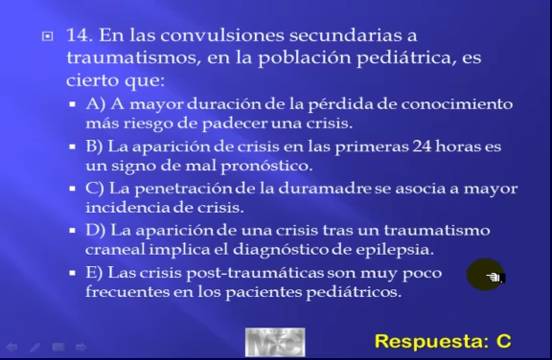 14. En las convulsiones secundarias a
traumatismos, en la población pediátrica, es
cierto que:
A) A mayor duración de la pérdida de conocimiento
más riesgo de padecer una crisis.
B) La aparición de crisis en las primeras 24 horas es
un signo de mal pronóstico.
C) La penetración de la duramadre se asocia a mayor
incidencia de crisis.
D) La aparición de una crisis tras un traumatismo
craneal implica el diagnóstico de epilepsia.
E) Las crisis post-traumáticas son muy poco
frecuentes en los pacientes pediátricos.
Respuesta: C